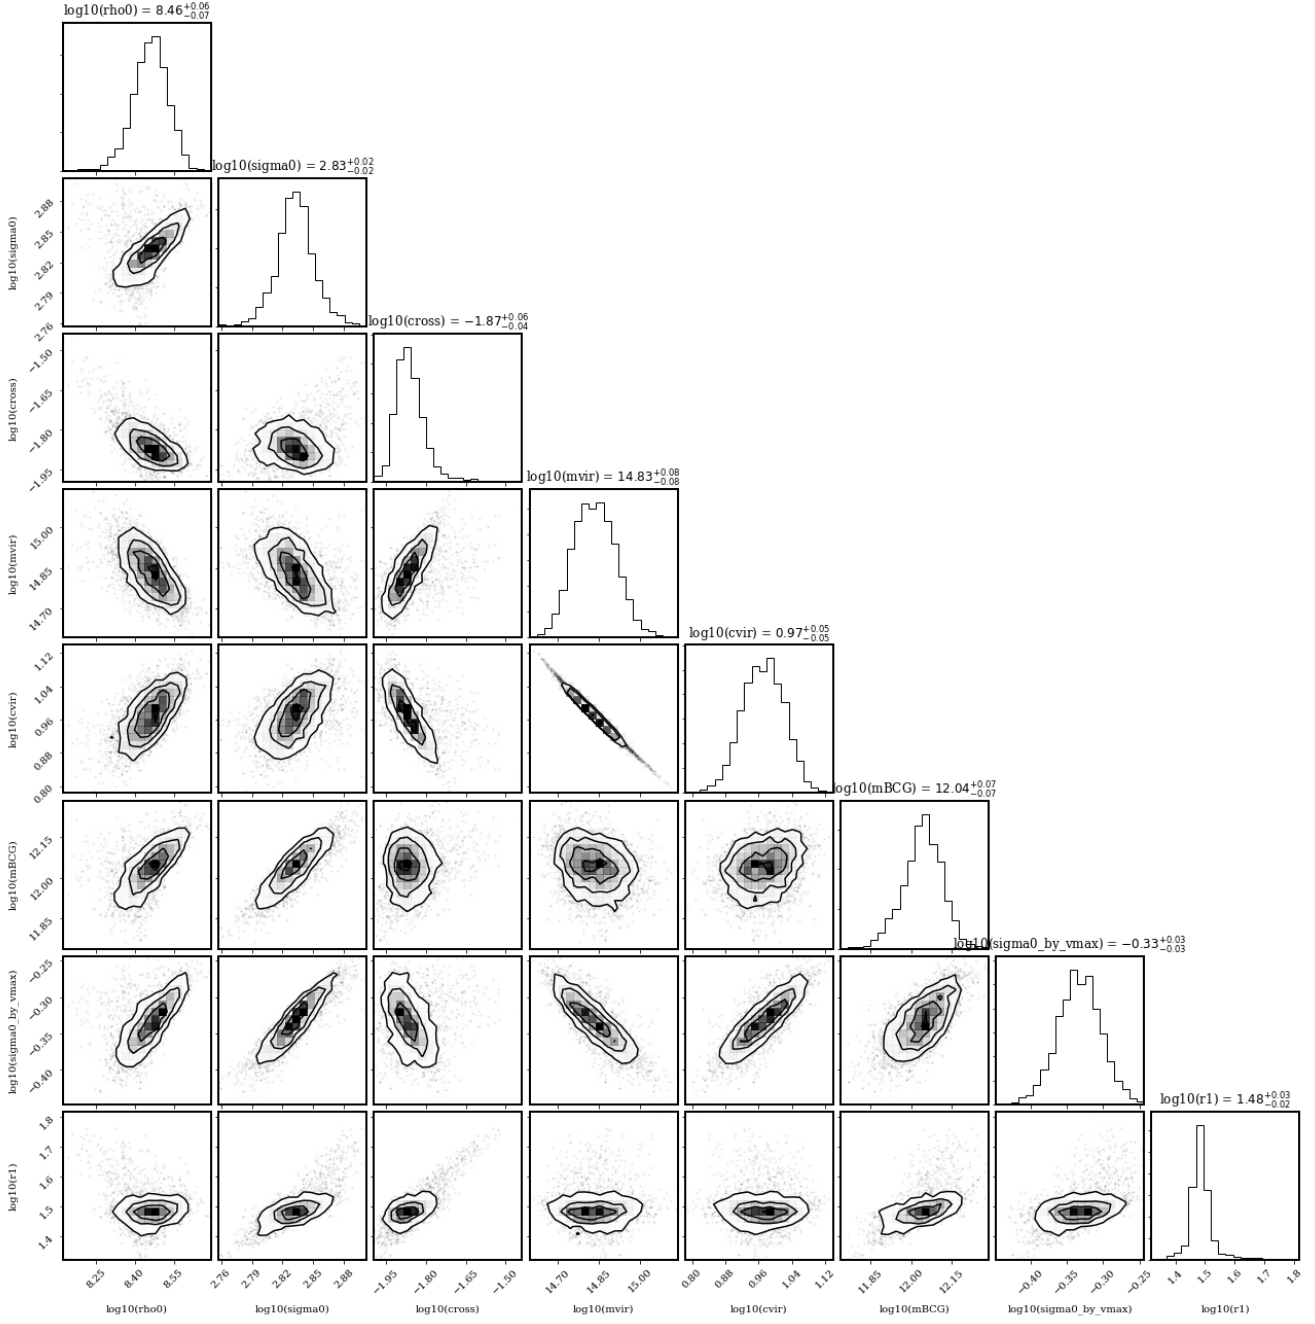 log10(rho0) = 8.46+0.06−0.07
log10(sigma0) = 2.83+0.02−0.02
log10(sigma0)
2.88
2.85
2.82
2.79
2.76
log10(cross) = −1.87+0.06−0.04
log10(cross)
−1.50
−1.65
−1.80
−1.95
log10(mvir) = 14.83+0.08−0.08
log10(mvir)
15.00
14.85
14.70
log10(cvir) = 0.97+0.05−0.05
log10(cvir)
1.12
1.04
0.96
0.88
0.80
log10(mBCG) = 12.04+0.07−0.07
log10(mBCG)
12.15
12.00
11.85
log10(sigma0_by_vmax) = −0.33+0.03−0.03
log10(sigma0_by_vmax)
−0.25
−0.30
−0.35
−0.40
log10(r1) = 1.48+0.03−0.02
log10(r1)
1.8
1.7
1.6
1.5
1.4
8.25 8.40 8.55 2.76 2.79 2.82 2.85 2.88 −1.95 −1.80 −1.65 −1.50 14.70 14.85 15.00 0.80 0.88 0.96 1.04 1.12 11.85 12.00 12.15 −0.40 −0.35 −0.30 −0.25 1.4 1.5 1.6 1.7 1.8
log10(rho0) log10(sigma0) log10(cross) log10(mvir) log10(cvir) log10(mBCG) log10(sigma0_by_vmax) log10(r1)